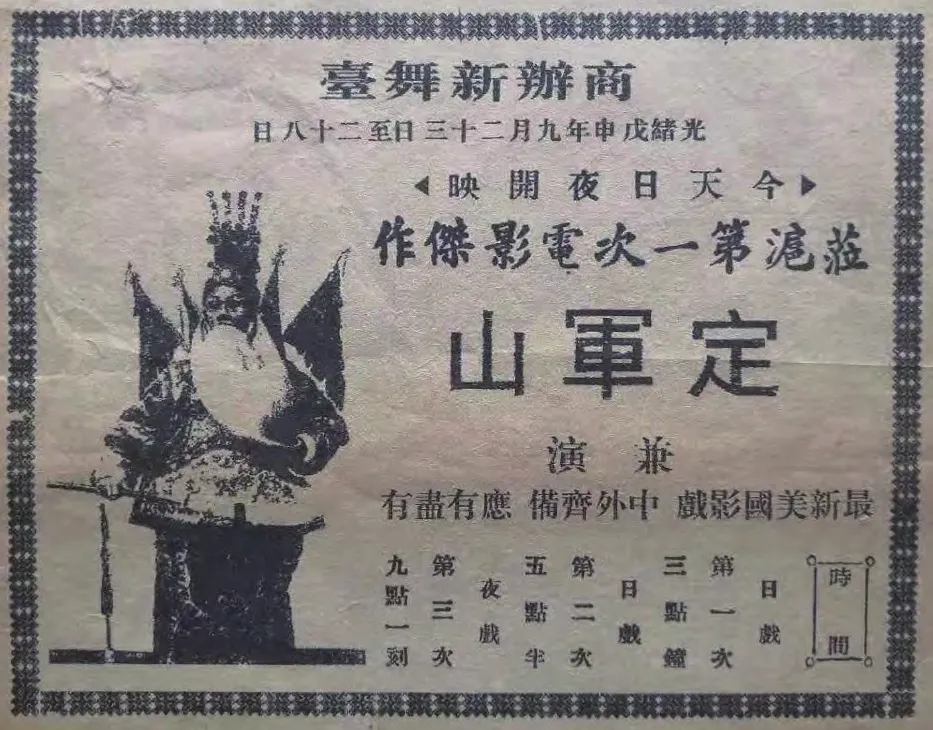 商辦新舞臺
光緒戊申年九月二十三日至二十八日
今天日夜開映
蒞滬第一次電影傑作
定軍山
兼演
最新美國影戲 中外齊備 應有盡有
時間
日戲
第一次
三點鐘
日戲
第二次
五點半
夜戲
第三次
九點一刻